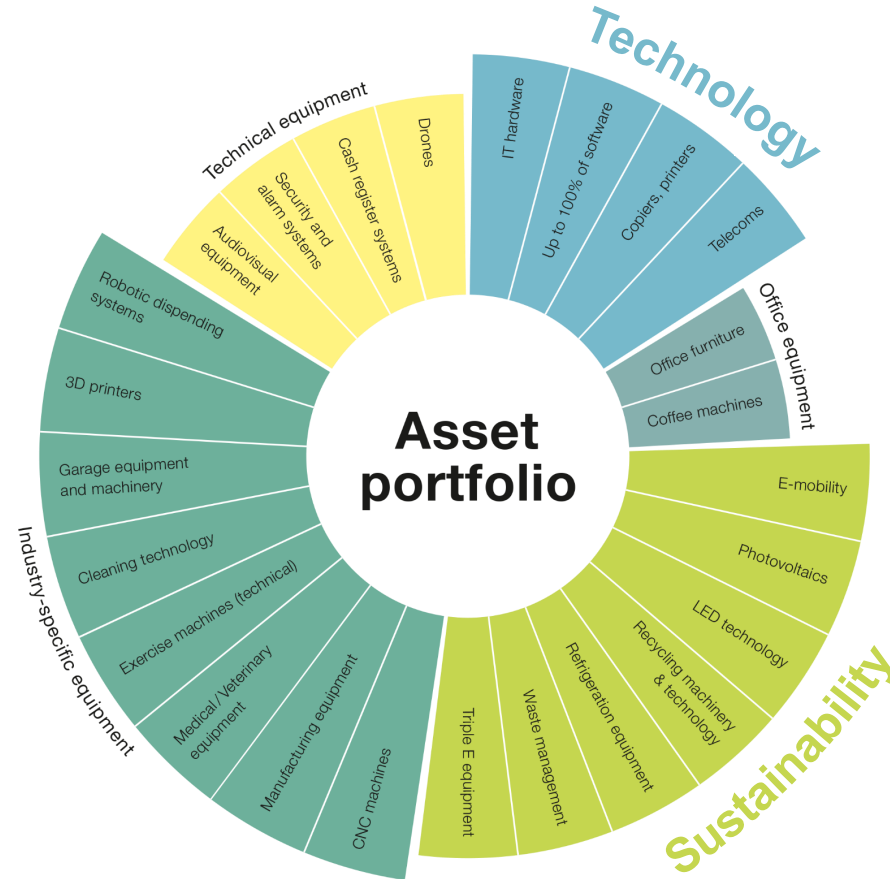 Asset
portfolio
Technology
IT hardware
Up to 100% of software
Copiers, printers
Telecoms
Office equipment
Office furniture
Coffee machines
Sustainability
E-mobility
Photovoltaics
LED technology
Recycling machinery
& technology
Refrigeration equipment
Waste management
Triple E equipment
Industry-specific equipment
CNC machines
Manufacturing equipment
Medical/Veterinary
equipment
Exercise machines (technical)
Cleaning technology
Garage equipment
and machinery
3D printers
Robotic dispending
systems
Technical equipment
Audiovisual
equipment
Security and
alarm systems
Cash register systems
Drones